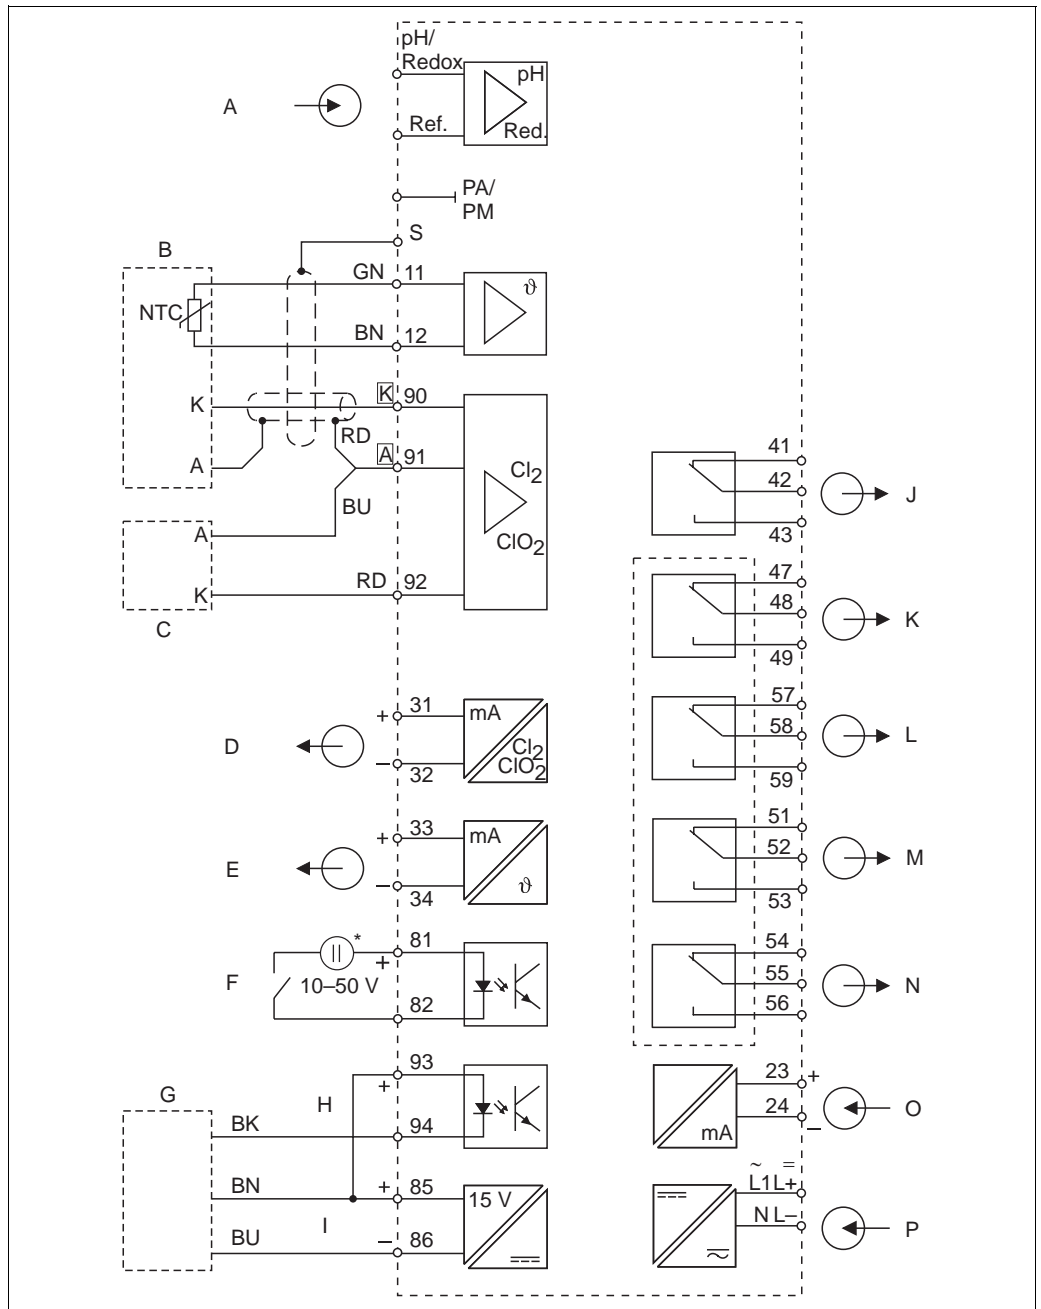 pH/
Redox
pH
A
Ref.
Red.
PA/
PM
S
B
GN 11
ϑ
NTC
BN 12
K
K 90
RD
A
A 91
Cl2
BU
A
ClO2
RD 92
K
C
41
42
J
43
47
48
K
49
57
58
L
59
51
52
M
53
54
55
N
56
+ 31
mA
D
Cl2
ClO2
– 32
+ 33
mA
E
– 34
ϑ
* 81
+
F
10–50 V
82
93
G
+
H
BK
94
BN
+ 85
15 V
I
BU
– 86
23 +
O
24
–
mA
~ =
L1 L+
N L–
P